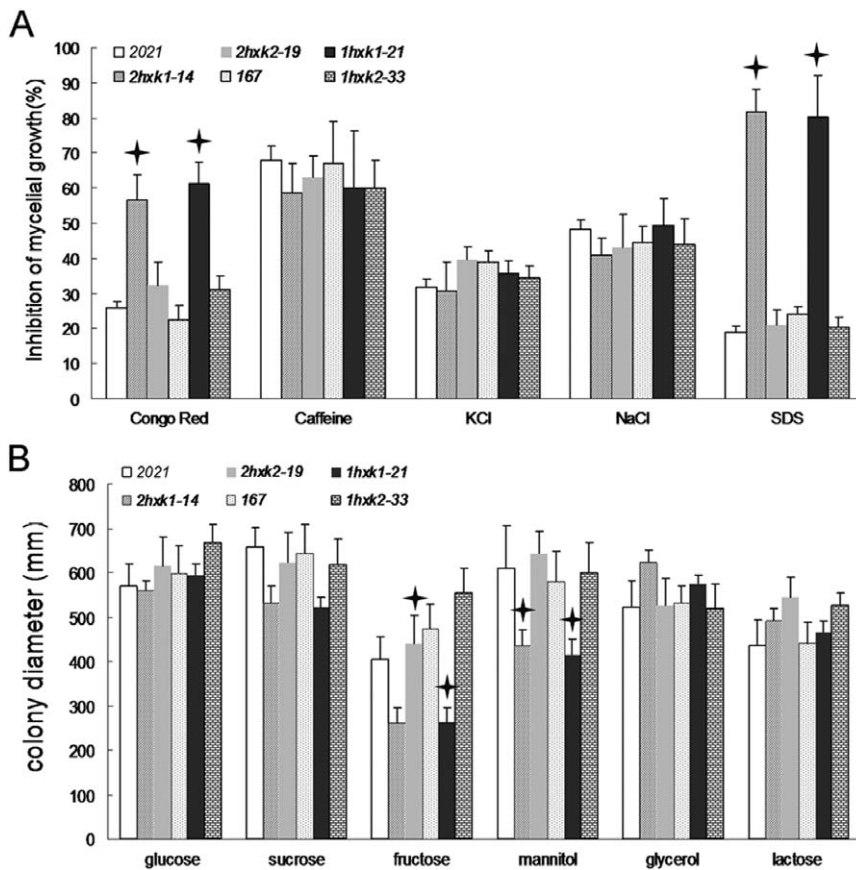 A
Inhibition of mycelial growth(%)
100
90
80
70
60
50
40
30
20
10
0
2021 2hxk2-19 1hxk1-21
2hxk1-14 167 1hxk2-33
Congo Red Caffeine KCl NaCl SDS
B
colony diameter (mm)
800
700
600
500
400
300
200
100
0
2021 2hxk2-19 1hxk1-21
2hxk1-14 167 1hxk2-33
glucose sucrose fructose mannitol glycerol lactose